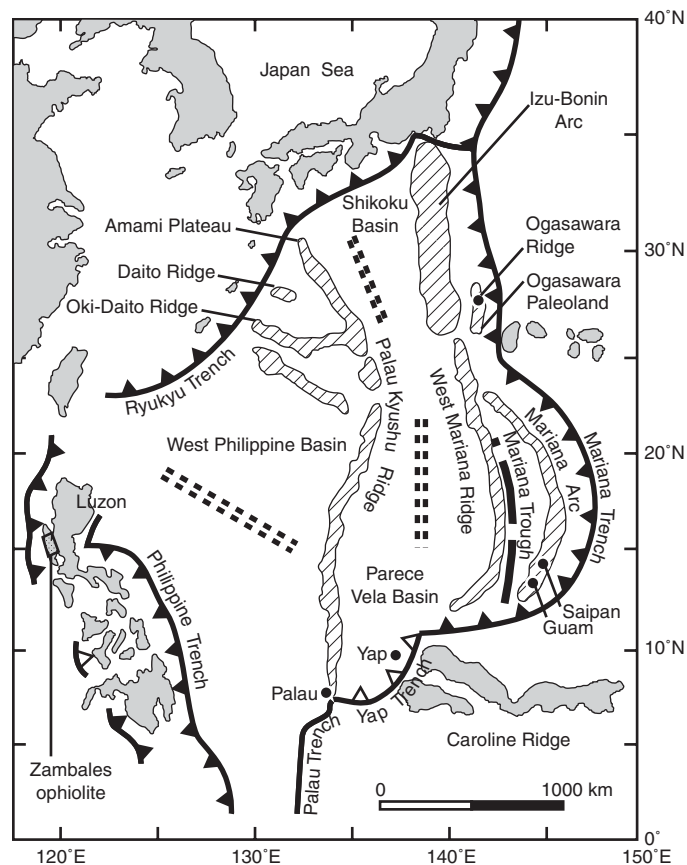 40˚N
Japan Sea
Izu-Bonin
Arc
Shikoku
Basin
Amami Plateau
Ogasawara
Ridge
30˚N
Daito Ridge
Ogasawara
Paleoland
Oki-Daito Ridge
Ryukyu Trench
Palau Kyushu Ridge
West Mariana Ridge
Mariana Trough
Mariana Arc
Mariana Trench
West Philippine Basin
20˚N
Luzon
Philippine Trench
Parece
Vela Basin
Saipan
Guam
10˚N
Yap
Palau
Yap Trench
Palau Trench
Caroline Ridge
Zambales
ophiolite
0 1000 km
0˚
120˚E 130˚E 140˚E 150˚E